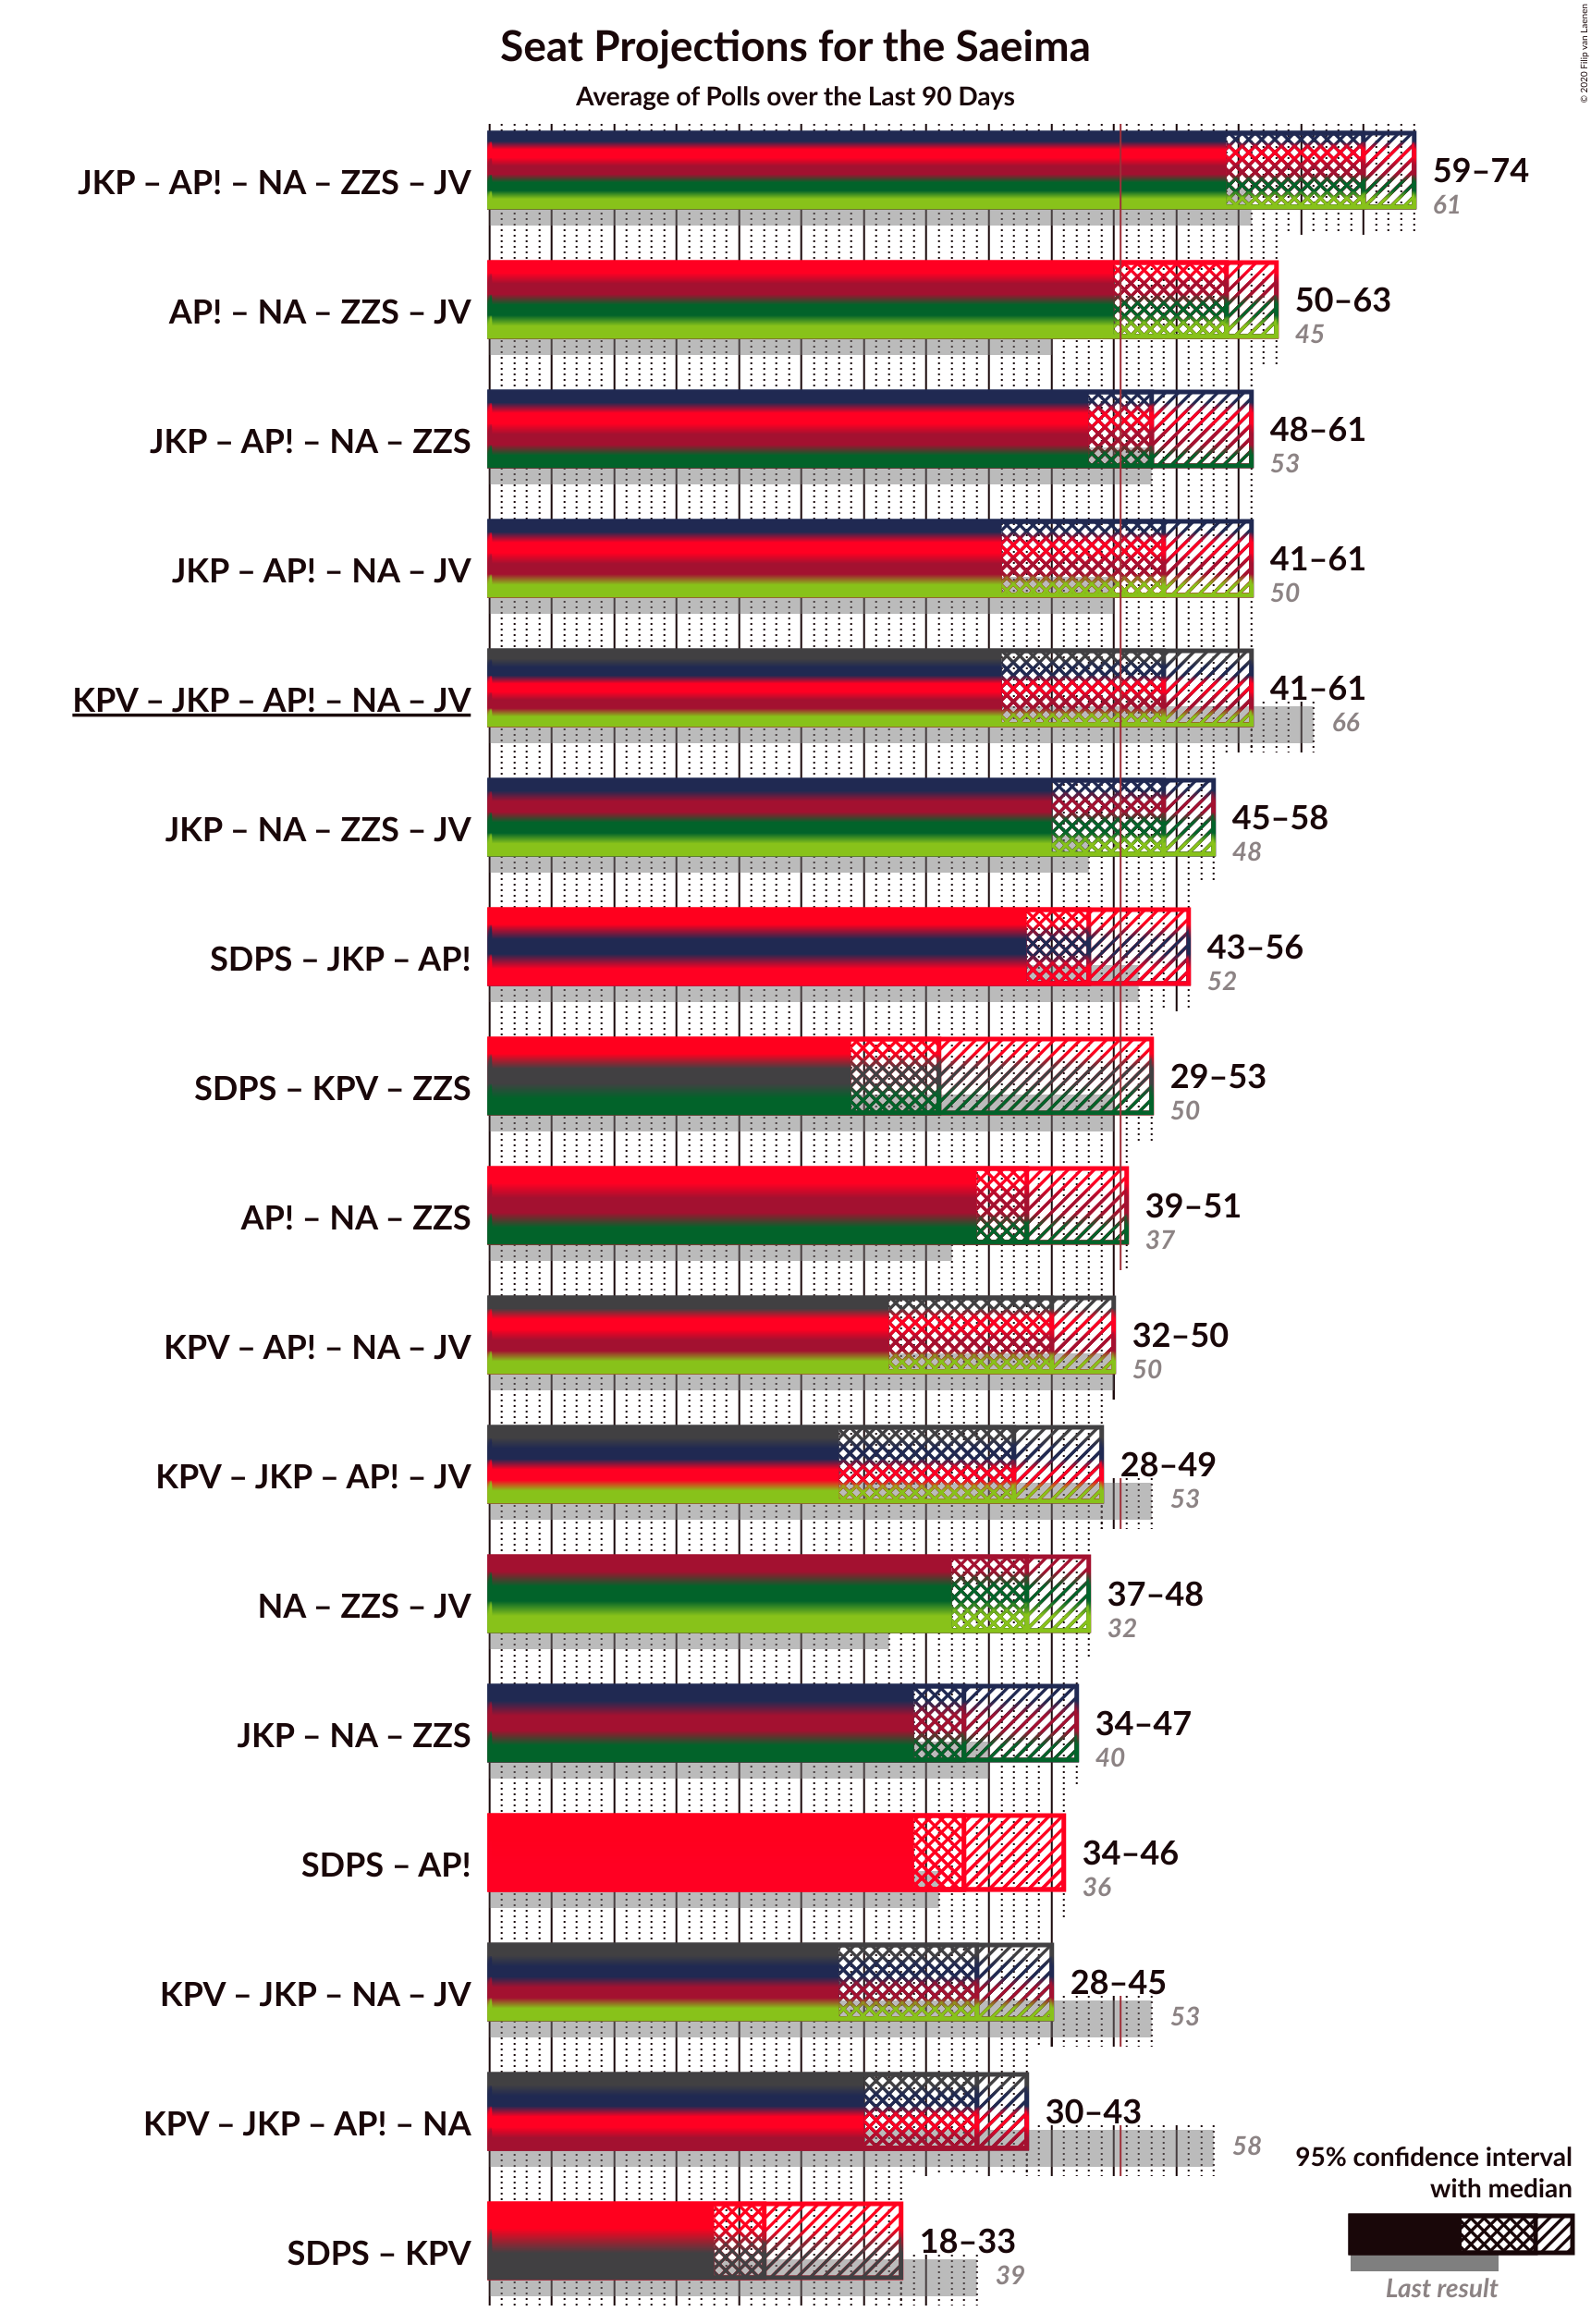 © 2020 Filip van Laenen
Seat Projections for the Saeima
Average of Polls over the Last 90 Days
JKP – AP! – NA – ZZS – JV
59–74
61
AP! – NA – ZZS – JV
50–63
45
JKP – AP! – NA – ZZS
48–61
53
JKP – AP! – NA – JV
41–61
50
KPV – JKP – AP! – NA – JV
41–61
66
JKP – NA – ZZS – JV
45–58
48
SDPS – JKP – AP!
43–56
52
SDPS – KPV – ZZS
29–53
50
AP! – NA – ZZS
39–51
37
KPV – AP! – NA – JV
32–50
50
KPV – JKP – AP! – JV
28–49
53
NA – ZZS – JV
37–48
32
JKP – NA – ZZS
34–47
40
SDPS – AP!
34–46
36
KPV – JKP – NA – JV
28–45
53
KPV – JKP – AP! – NA
30–43
58
SDPS – KPV
18–33
39
95% confidence interval
with median
Last result